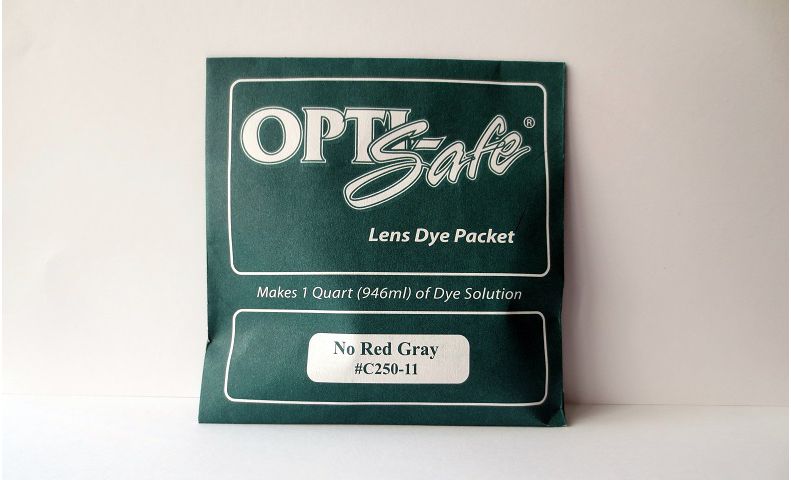 OPTI-Safe®
Lens Dye Packet
Makes 1 Quart (946ml) of Dye Solution
No Red Gray
#C250-11